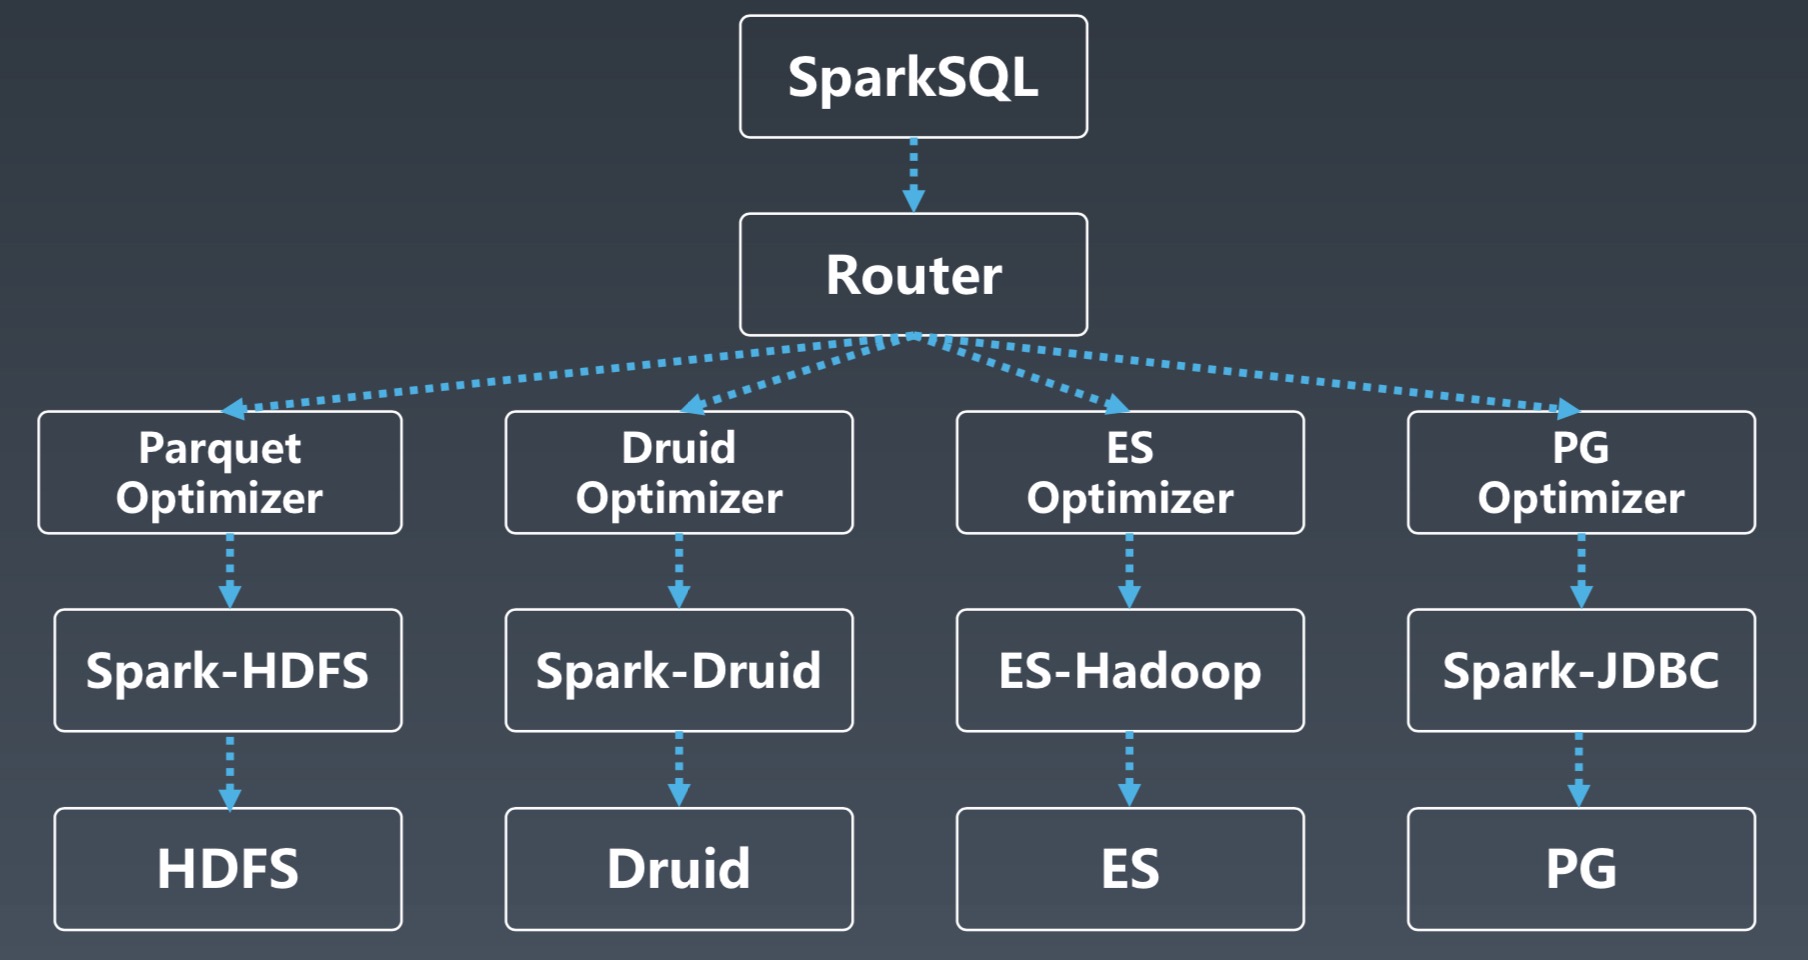 SparkSQL
Router
Parquet
Optimizer
Druid
Optimizer
ES
Optimizer
PG
Optimizer
Spark-HDFS
Spark-Druid
ES-Hadoop
Spark-JDBC
HDFS
Druid
ES
PG